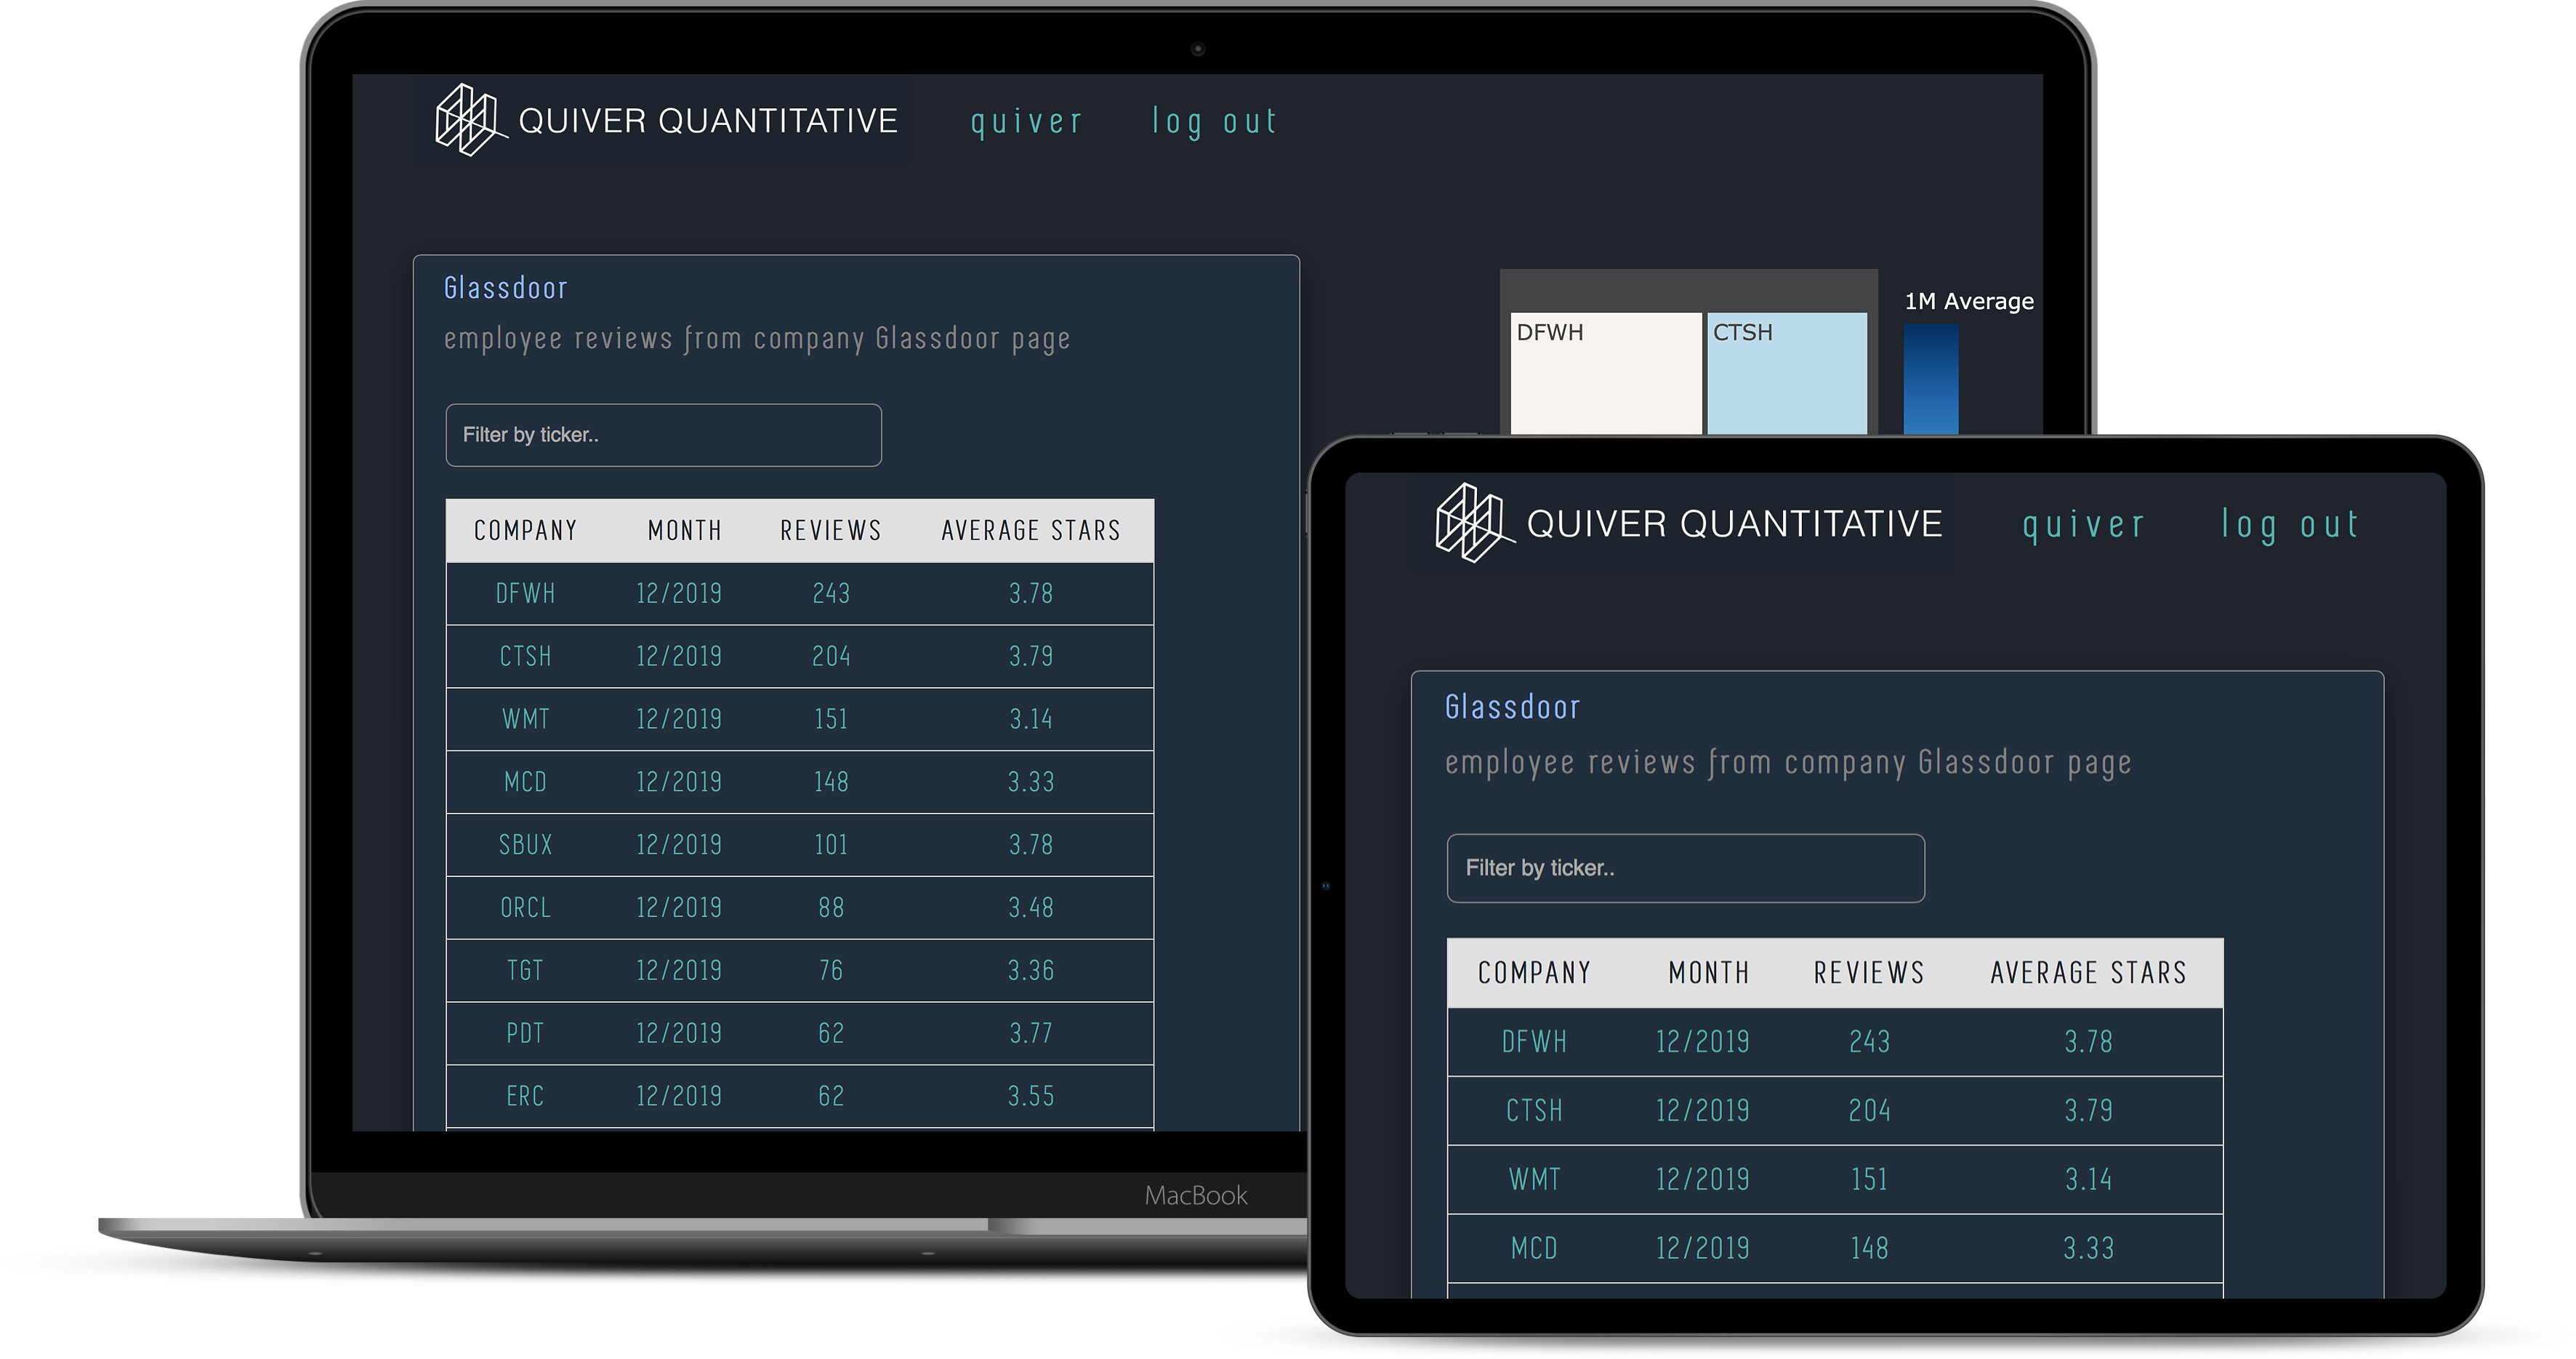 QUIVER QUANTITATIVE quiver log out
Glassdoor
employee reviews from company Glassdoor page
Filter by ticker..
COMPANY MONTH REVIEWS AVERAGE STARS
DFWH 12/2019 243 3.78
CTSH 12/2019 204 3.79
WMT 12/2019 151 3.14
MCD 12/2019 148 3.33
SBUX 12/2019 101 3.78
ORCL 12/2019 88 3.48
TGT 12/2019 76 3.36
PDT 12/2019 62 3.77
ERC 12/2019 62 3.55
1M Average
DFWH CTSH
MacBook
QUIVER QUANTITATIVE quiver log out
Glassdoor
employee reviews from company Glassdoor page
Filter by ticker..
COMPANY MONTH REVIEWS AVERAGE STARS
DFWH 12/2019 243 3.78
CTSH 12/2019 204 3.79
WMT 12/2019 151 3.14
MCD 12/2019 148 3.33